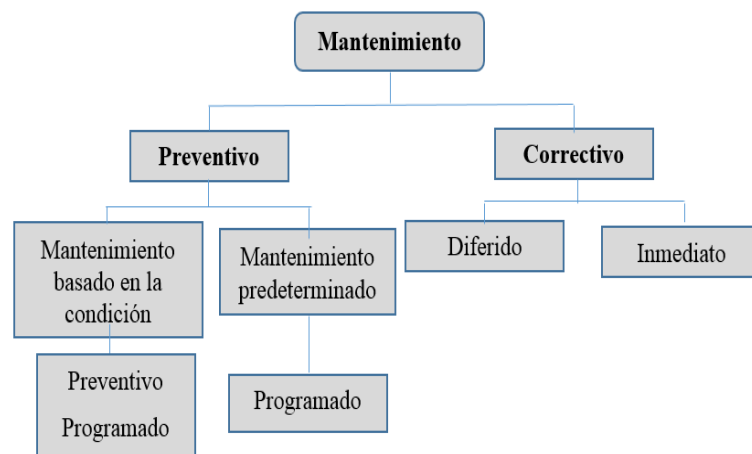 Mantenimiento
Preventivo
Correctivo
Mantenimiento
basado en la
condición
Mantenimiento
predeterminado
Diferido
Inmediato
Preventivo
Programado
Programado